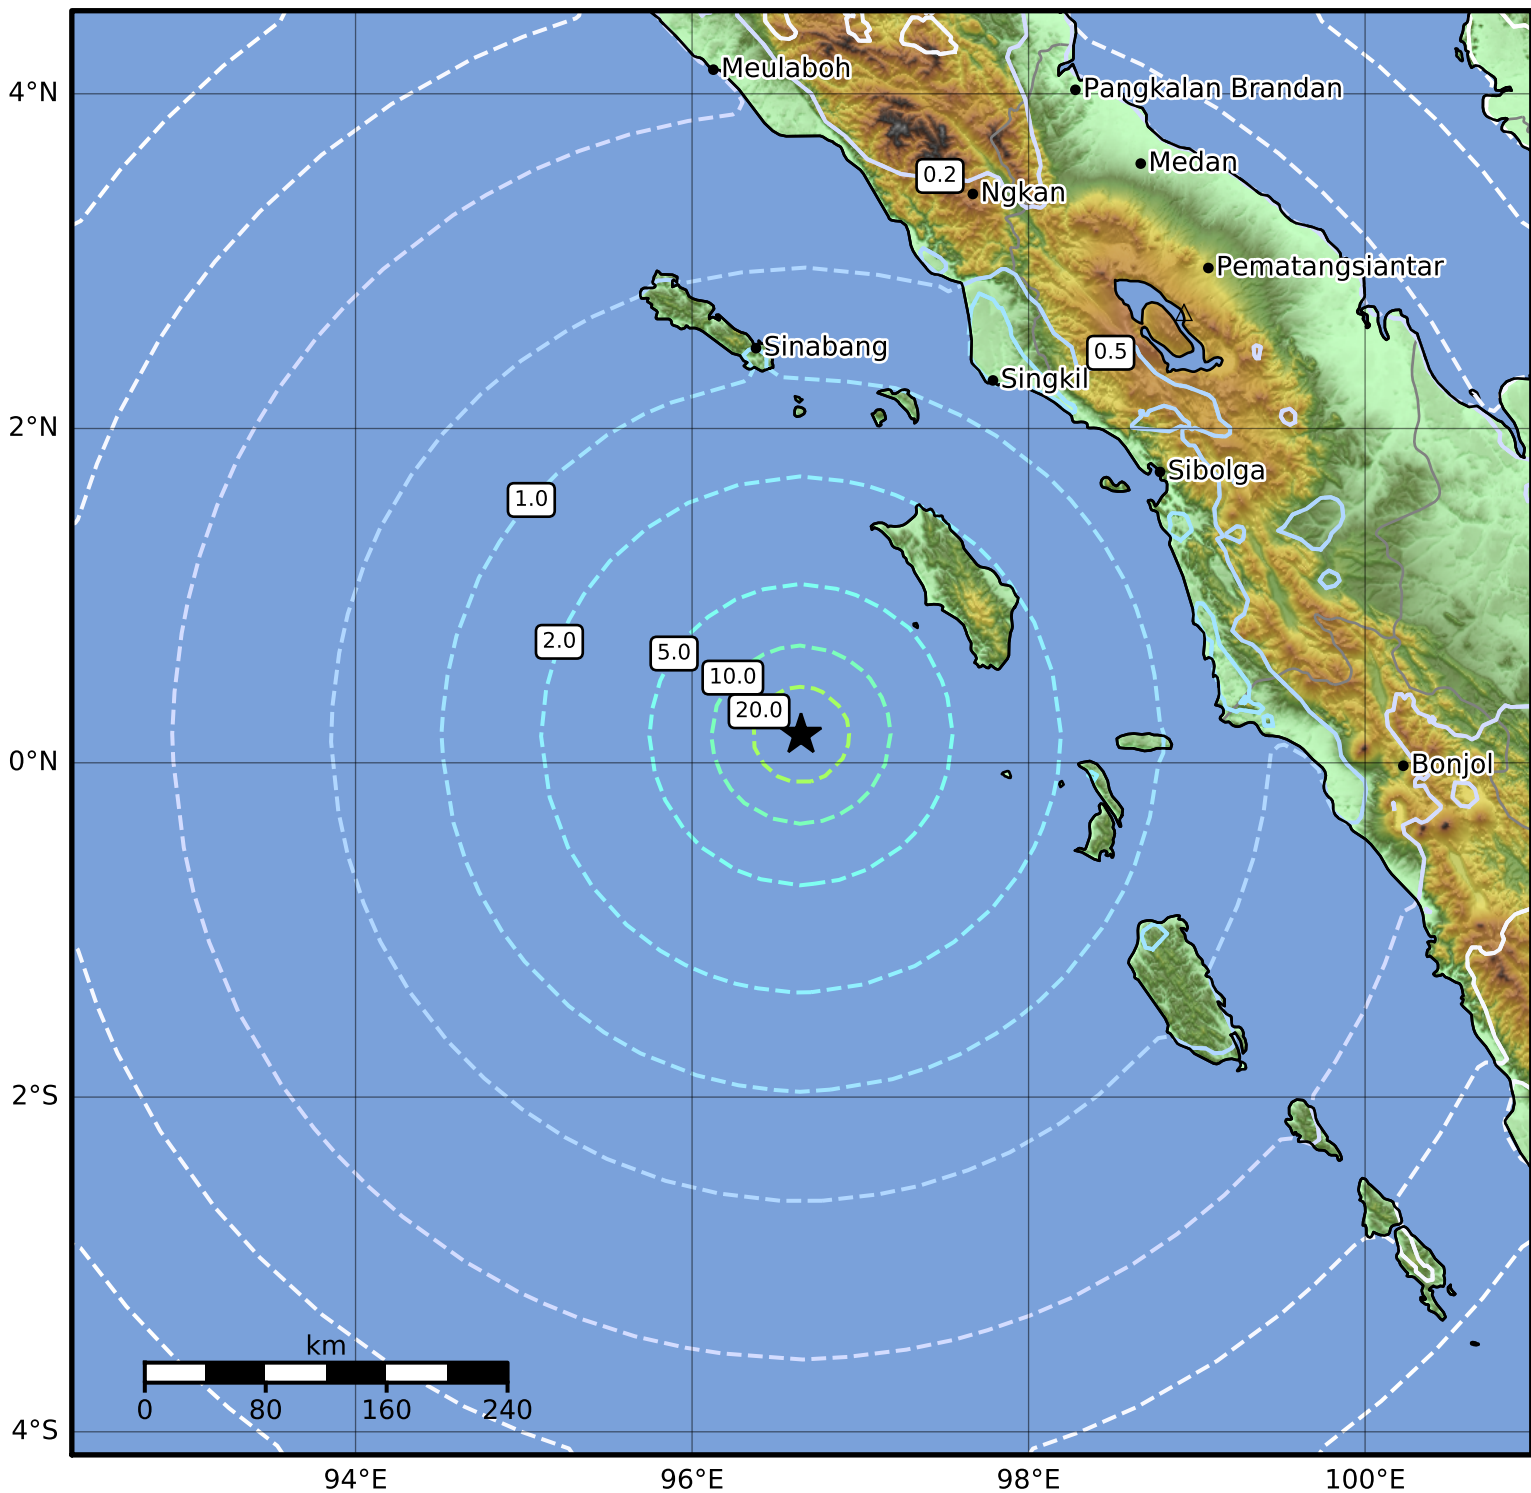 Meulaboh
4°N
Pangkalan Brandan
Medan
0.2
Ngkan
Pematangsiantar
Sinabang
0.5
Singkil
2°N
Sibolga
1.0
2.0
5.0
10.0
20.0
0°N
Bonjol
2°S
km
0 80 160 240
4°S
94°E 96°E 98°E 100°E